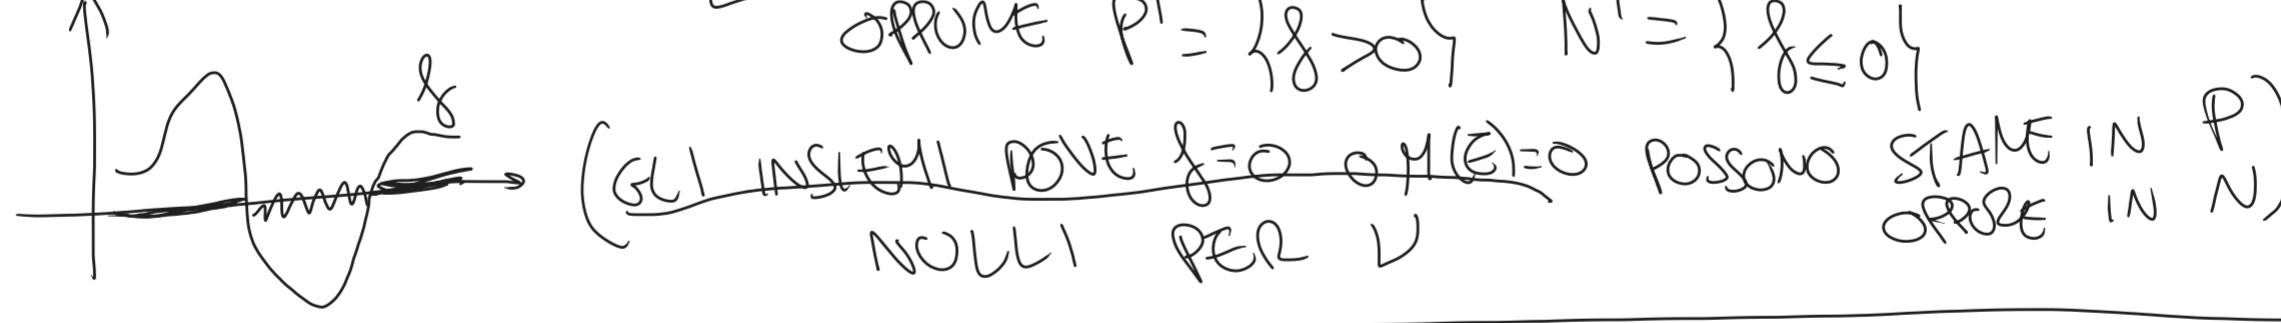 OPPURE P' = {f>0} N' = {f≤0}
f
(GLI INSIEMI DOVE f=0 O μ(E)=0 POSSONO STARE IN P
OPPURE IN N)
NULLI PER ν